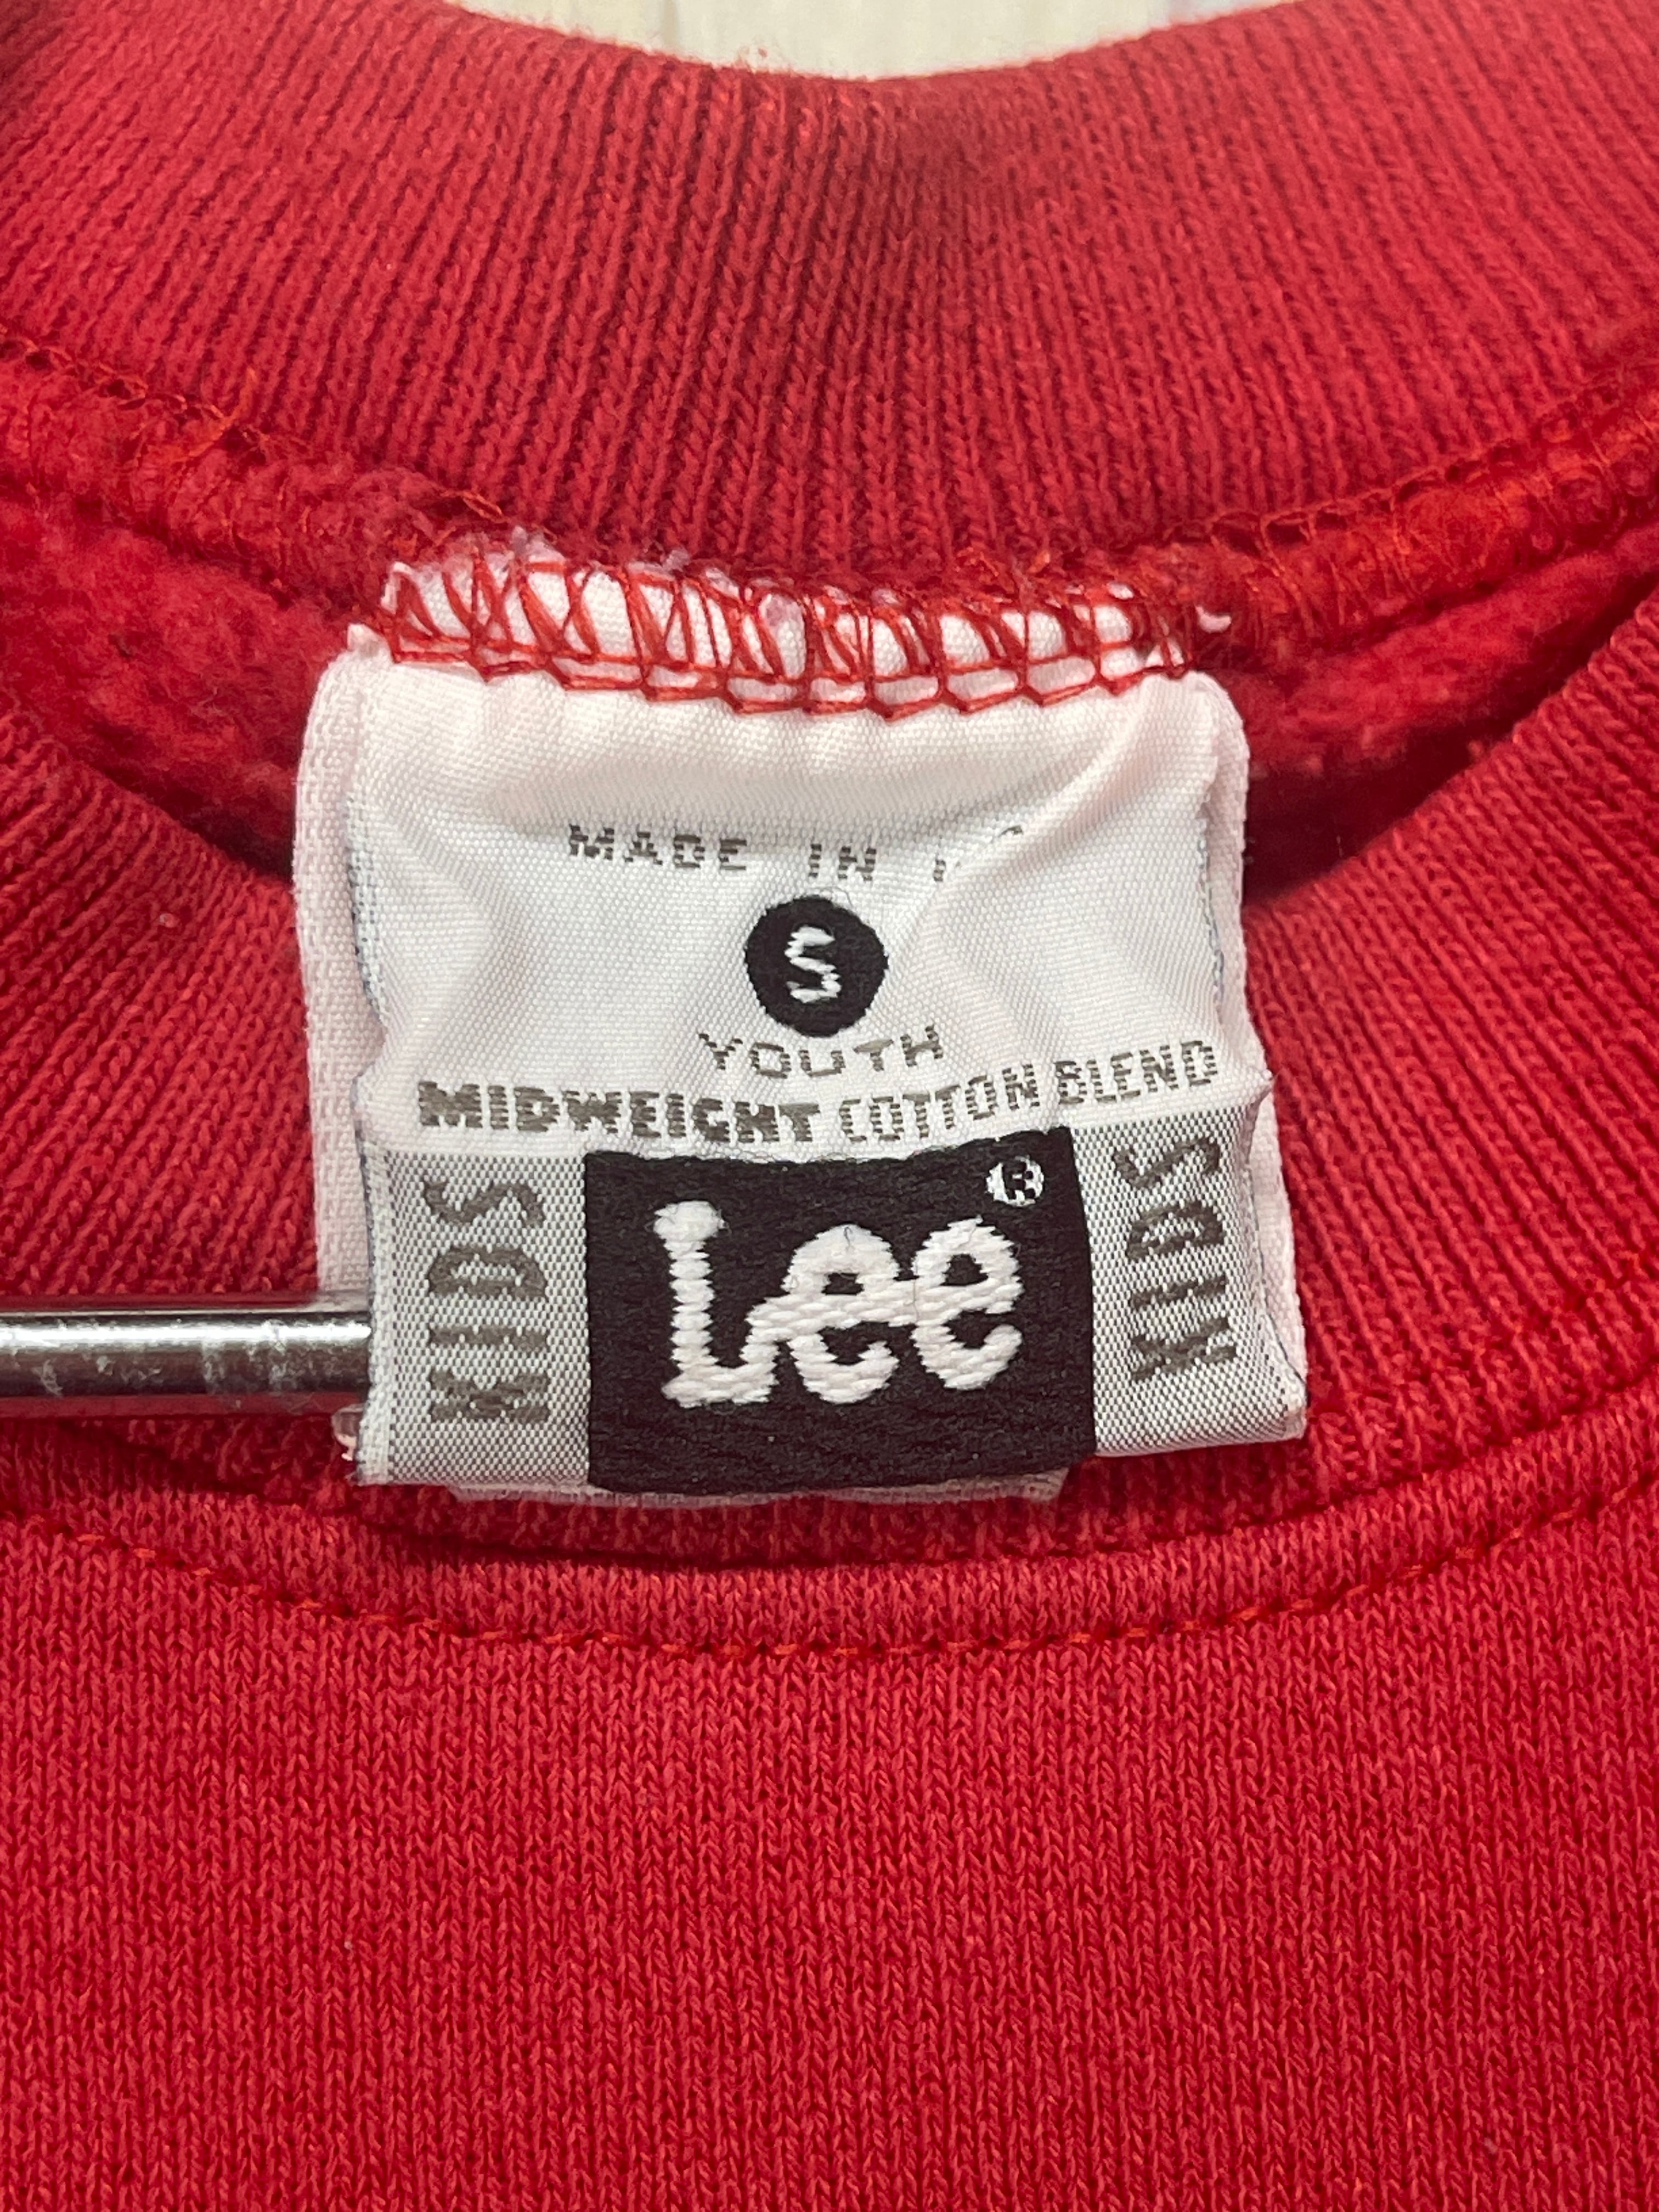 MADE IN
S
YOUTH
MIDWEIGHT COTTON BLEND
KIDS
Lee®
KIDS